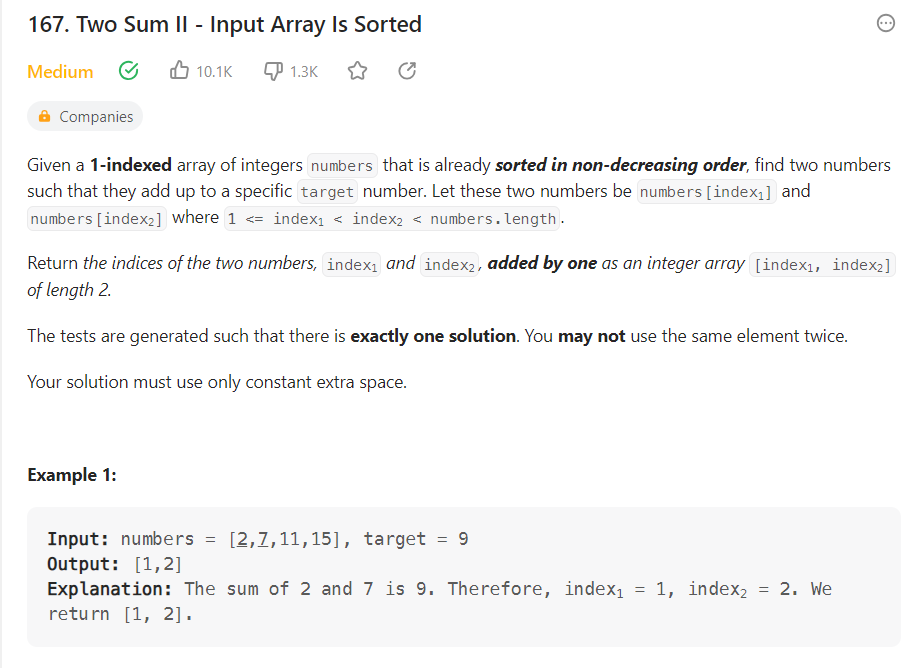 167. Two Sum II - Input Array Is Sorted
Medium 10.1K 1.3K
Companies
Given a 1-indexed array of integers numbers that is already sorted in non-decreasing order, find two numbers
such that they add up to a specific target number. Let these two numbers be numbers[index₁] and
numbers[index₂] where 1 <= index₁ < index₂ < numbers.length.
Return the indices of the two numbers, index₁ and index₂, added by one as an integer array [index₁, index₂]
of length 2.
The tests are generated such that there is exactly one solution. You may not use the same element twice.
Your solution must use only constant extra space.
Example 1:
Input: numbers = [2,7,11,15], target = 9
Output: [1,2]
Explanation: The sum of 2 and 7 is 9. Therefore, index₁ = 1, index₂ = 2. We
return [1, 2].